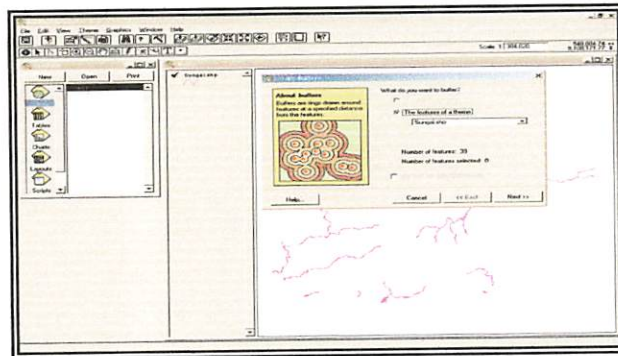 File Edit View Theme Graphics Window Help
Scale 1:
New Open Print
Tables
Charts
Layouts
Scripts
Sungai.shp
About buffers
Buffers are rings drawn around
features at a specified distance
from the features.
What do you want to buffer?
The features of a theme
Sungai.shp
Number of features: 39
Number of features selected: 0
Help...
Cancel
<< Back
Next >>